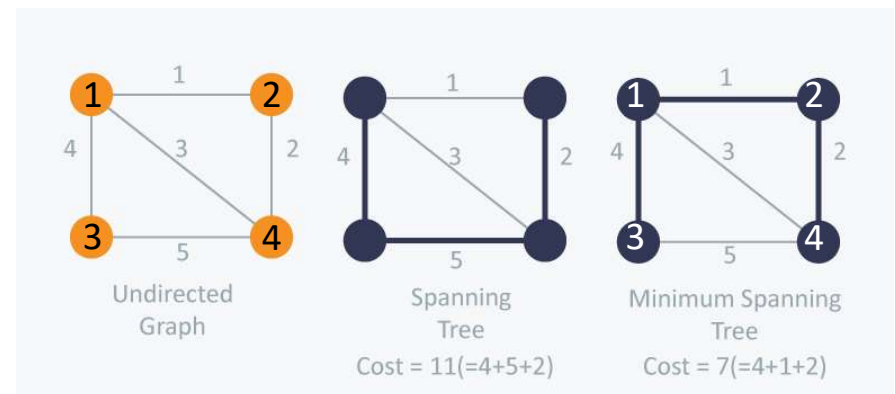 1
1
2
4
3
2
3
5
4
Undirected
Graph
1
4
3
2
5
Spanning
Tree
Cost = 11(=4+5+2)
1
1
2
4
3
2
3
5
4
Minimum Spanning
Tree
Cost = 7(=4+1+2)